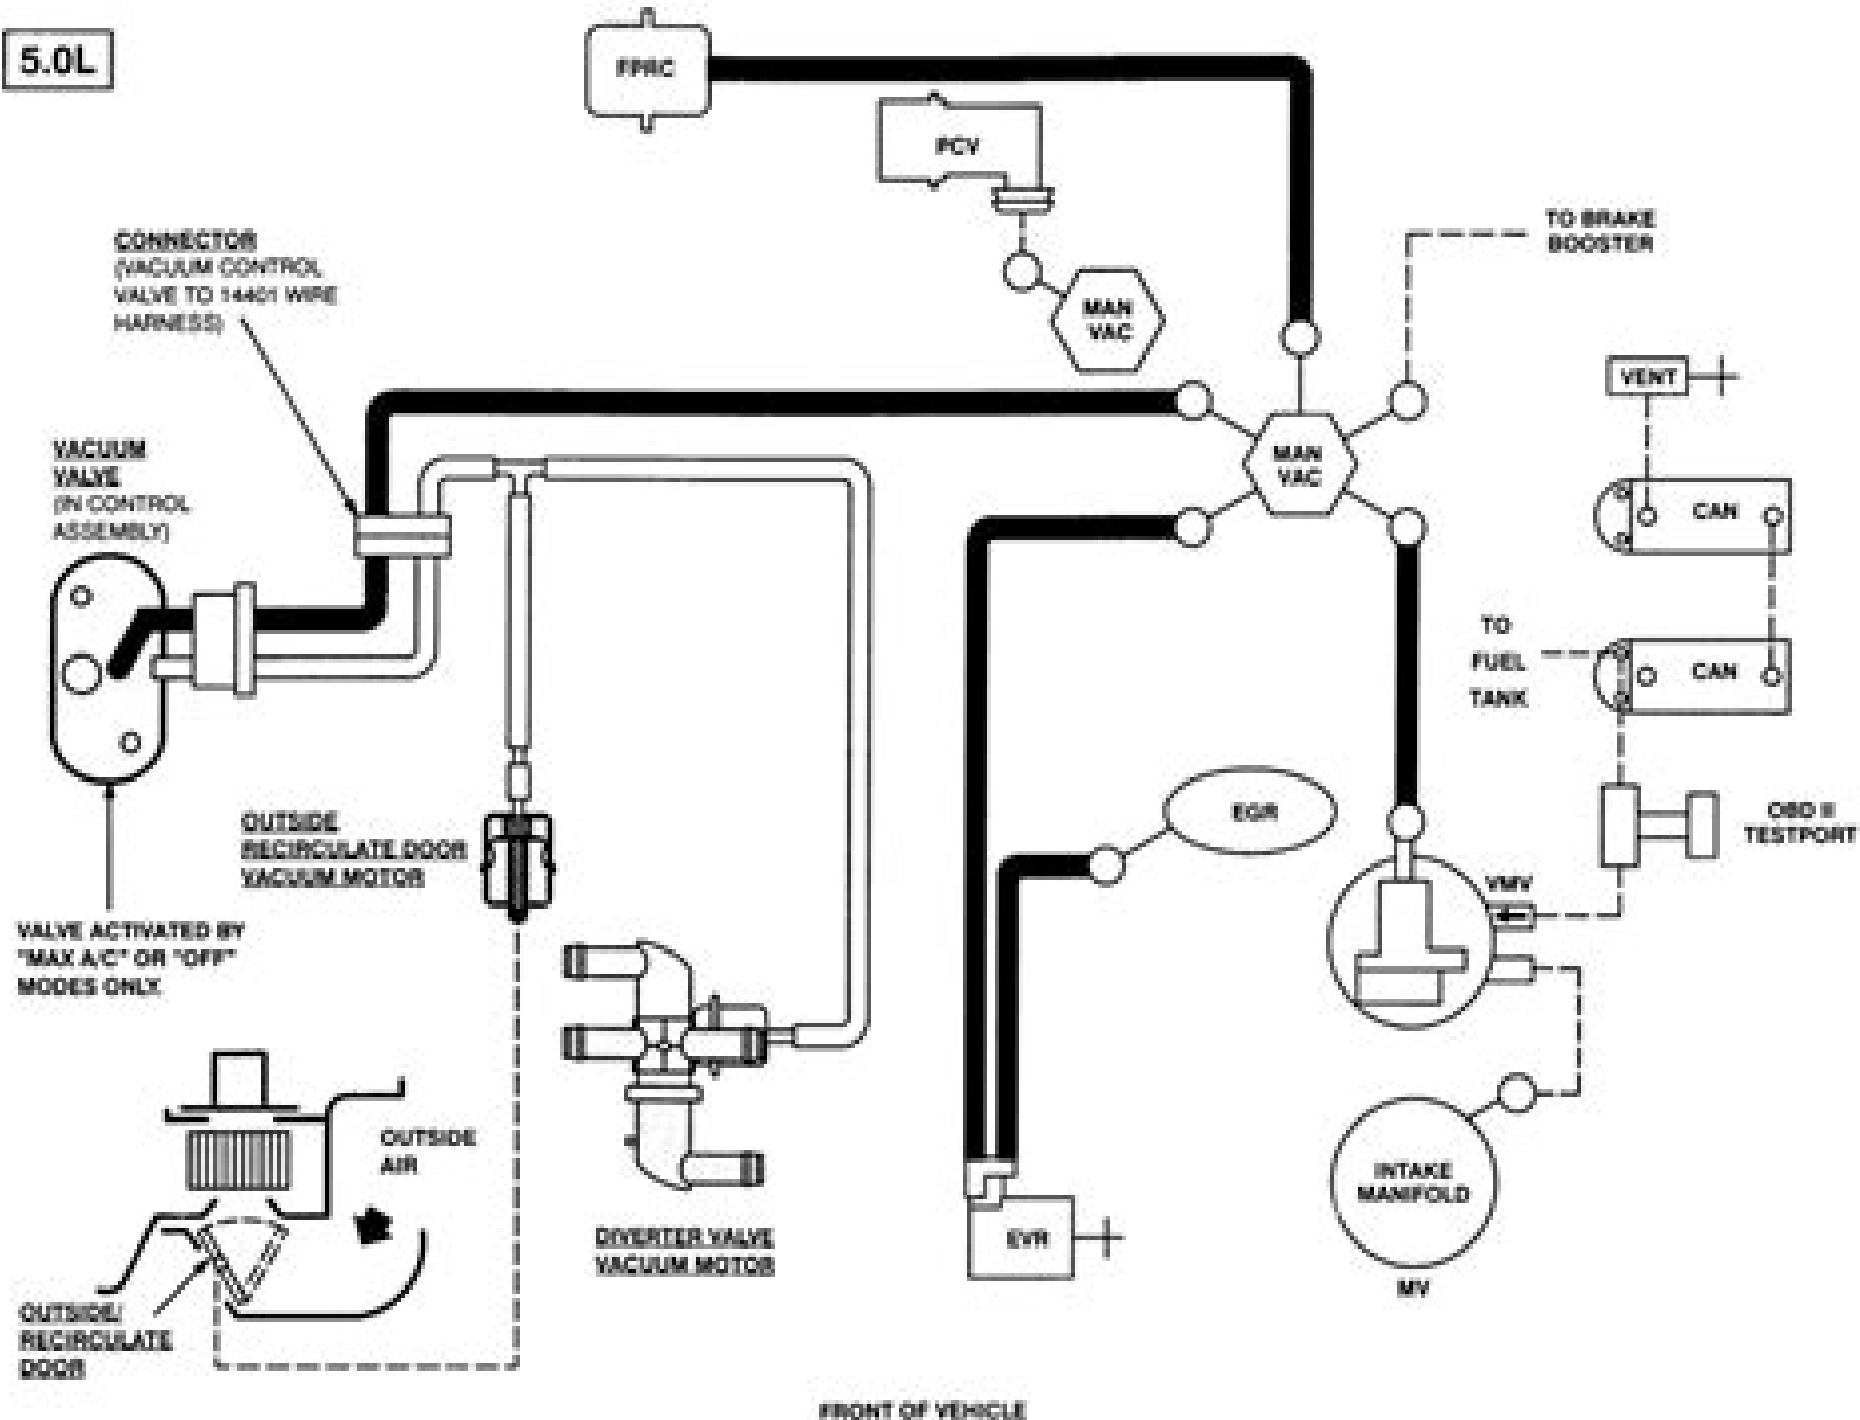 5.0L
FPRC
PCV
MAN
VAC
TO BRAKE
BOOSTER
CONNECTOR
(VACUUM CONTROL
VALVE TO 14401 WIRE
HARNESS)
VENT
VACUUM
VALVE
(IN CONTROL
ASSEMBLY)
MAN
VAC
CAN
TO
FUEL
TANK
CAN
OUTSIDE
RECIRCULATE DOOR
VACUUM MOTOR
EGR
OBD II
TESTPORT
VMV
VALVE ACTIVATED BY
"MAX A/C" OR "OFF"
MODES ONLY.
OUTSIDE
AIR
INTAKE
MANIFOLD
DIVERTER VALVE
VACUUM MOTOR
EVR
MV
OUTSIDE/
RECIRCULATE
DOOR
FRONT OF VEHICLE